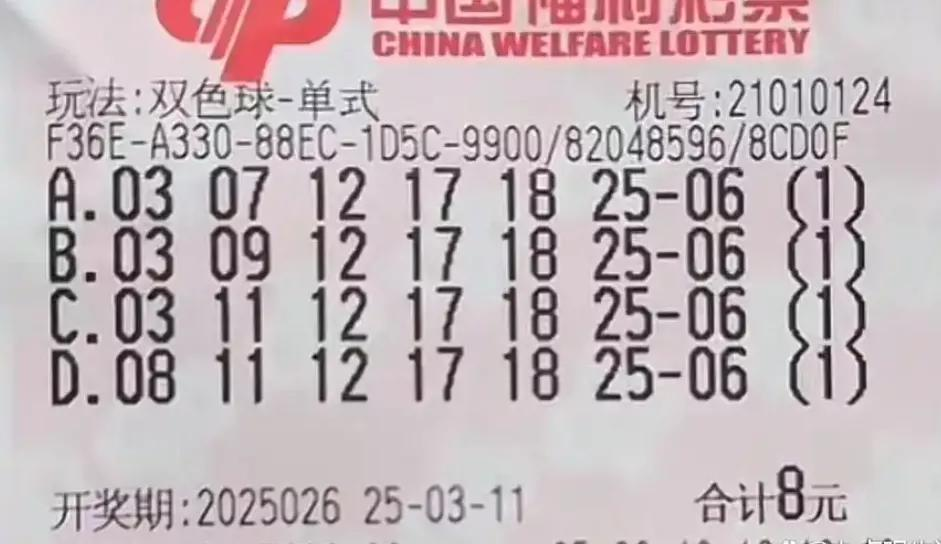 中国福利彩票
CHINA WELFARE LOTTERY
玩法:双色球-单式 机号:21010124
F36E-A330-88EC-1D5C-9900/82048596/8CD0F
A.03 07 12 17 18 25-06 (1)
B.03 09 12 17 18 25-06 (1)
C.03 11 12 17 18 25-06 (1)
D.08 11 12 17 18 25-06 (1)
开奖期:2025026 25-03-11 合计8元